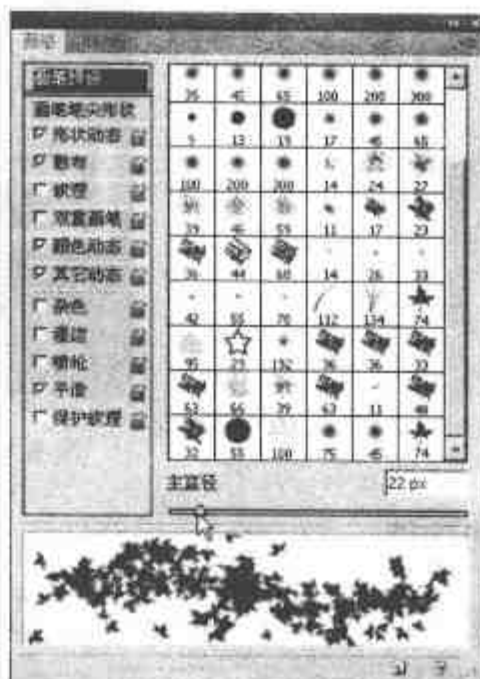 画笔
画笔预设
画笔笔尖形状
形状动态
散布
纹理
双重画笔
颜色动态
其它动态
杂色
湿边
喷枪
平滑
保护纹理
35 45 65 100 200 300
5 13 19 17 45 65
100 200 300 14 24 27
39 46 59 11 17 23
36 44 60 14 26 33
42 55 70 112 134 74
95 29 192 36 36 33
63 66 39 63 11 48
32 55 100 75 45 74
主直径
22 px